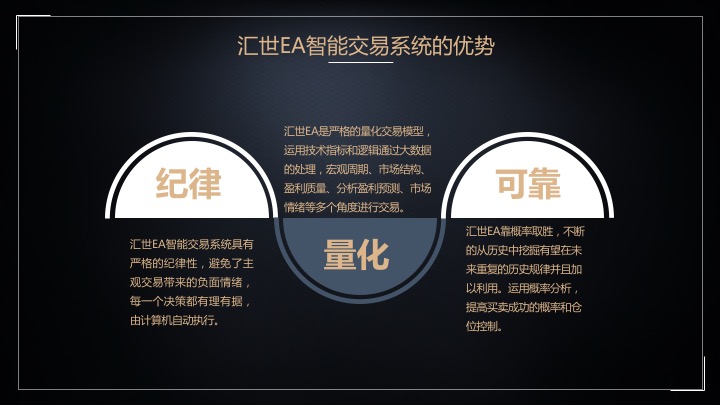 汇世EA智能交易系统的优势
纪律
汇世EA智能交易系统具有
严格的纪律性，避免了主
观交易带来的负面情绪，
每一个决策都有理有据，
由计算机自动执行。
汇世EA是严格的量化交易模型，
运用技术指标和逻辑通过大数据
的处理，宏观周期、市场结构、
盈利质量、分析盈利预测、市场
情绪等多个角度进行交易。
量化
可靠
汇世EA靠概率取胜，不断
的从历史中挖掘有望在未
来重复的历史规律并且加
以利用。运用概率分析，
提高买卖成功的概率和仓
位控制。